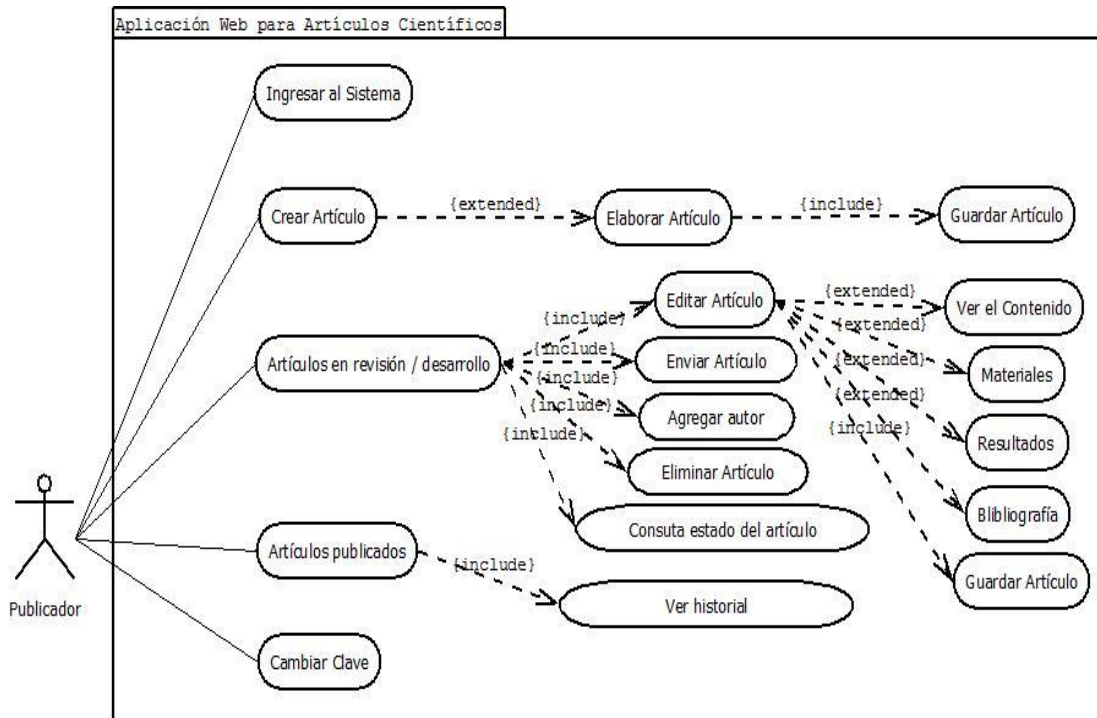 Aplicación Web para Artículos Científicos
Ingresar al Sistema
Crear Artículo
{extended}
Elaborar Artículo
{include}
Guardar Artículo
Artículos en revisión / desarrollo
{include}
Editar Artículo
{include}
Enviar Artículo
{include}
Agregar autor
{include}
Eliminar Artículo
{include}
Consuta estado del artículo
{extended}
Ver el Contenido
{extended}
Materiales
{extended}
Resultados
{extended}
Blibliografía
{include}
Guardar Artículo
Artículos publicados
{include}
Ver historial
Cambiar Clave
Publicador